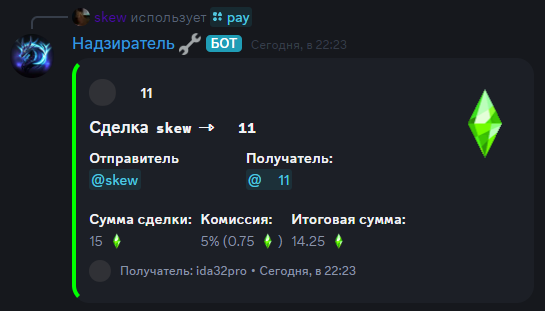 skew использует pay
Надзиратель БОТ Сегодня, в 22:23
11
Сделка skew → 11
Отправитель Получатель:
@skew @ 11
Сумма сделки: Комиссия: Итоговая сумма:
15 5% (0.75 ) 14.25
Получатель: ida32pro • Сегодня, в 22:23